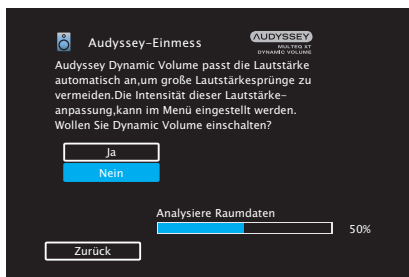 Audyssey-Einmess
AUDYSSEY
MULTEQ XT
DYNAMIC VOLUME
Audyssey Dynamic Volume passt die Lautstärke
automatisch an,um große Lautstärkesprünge zu
vermeiden.Die Intensität dieser Lautstärke-
anpassung,kann im Menü eingestellt werden.
Wollen Sie Dynamic Volume einschalten?
Ja
Nein
Analysiere Raumdaten
50%
Zurück